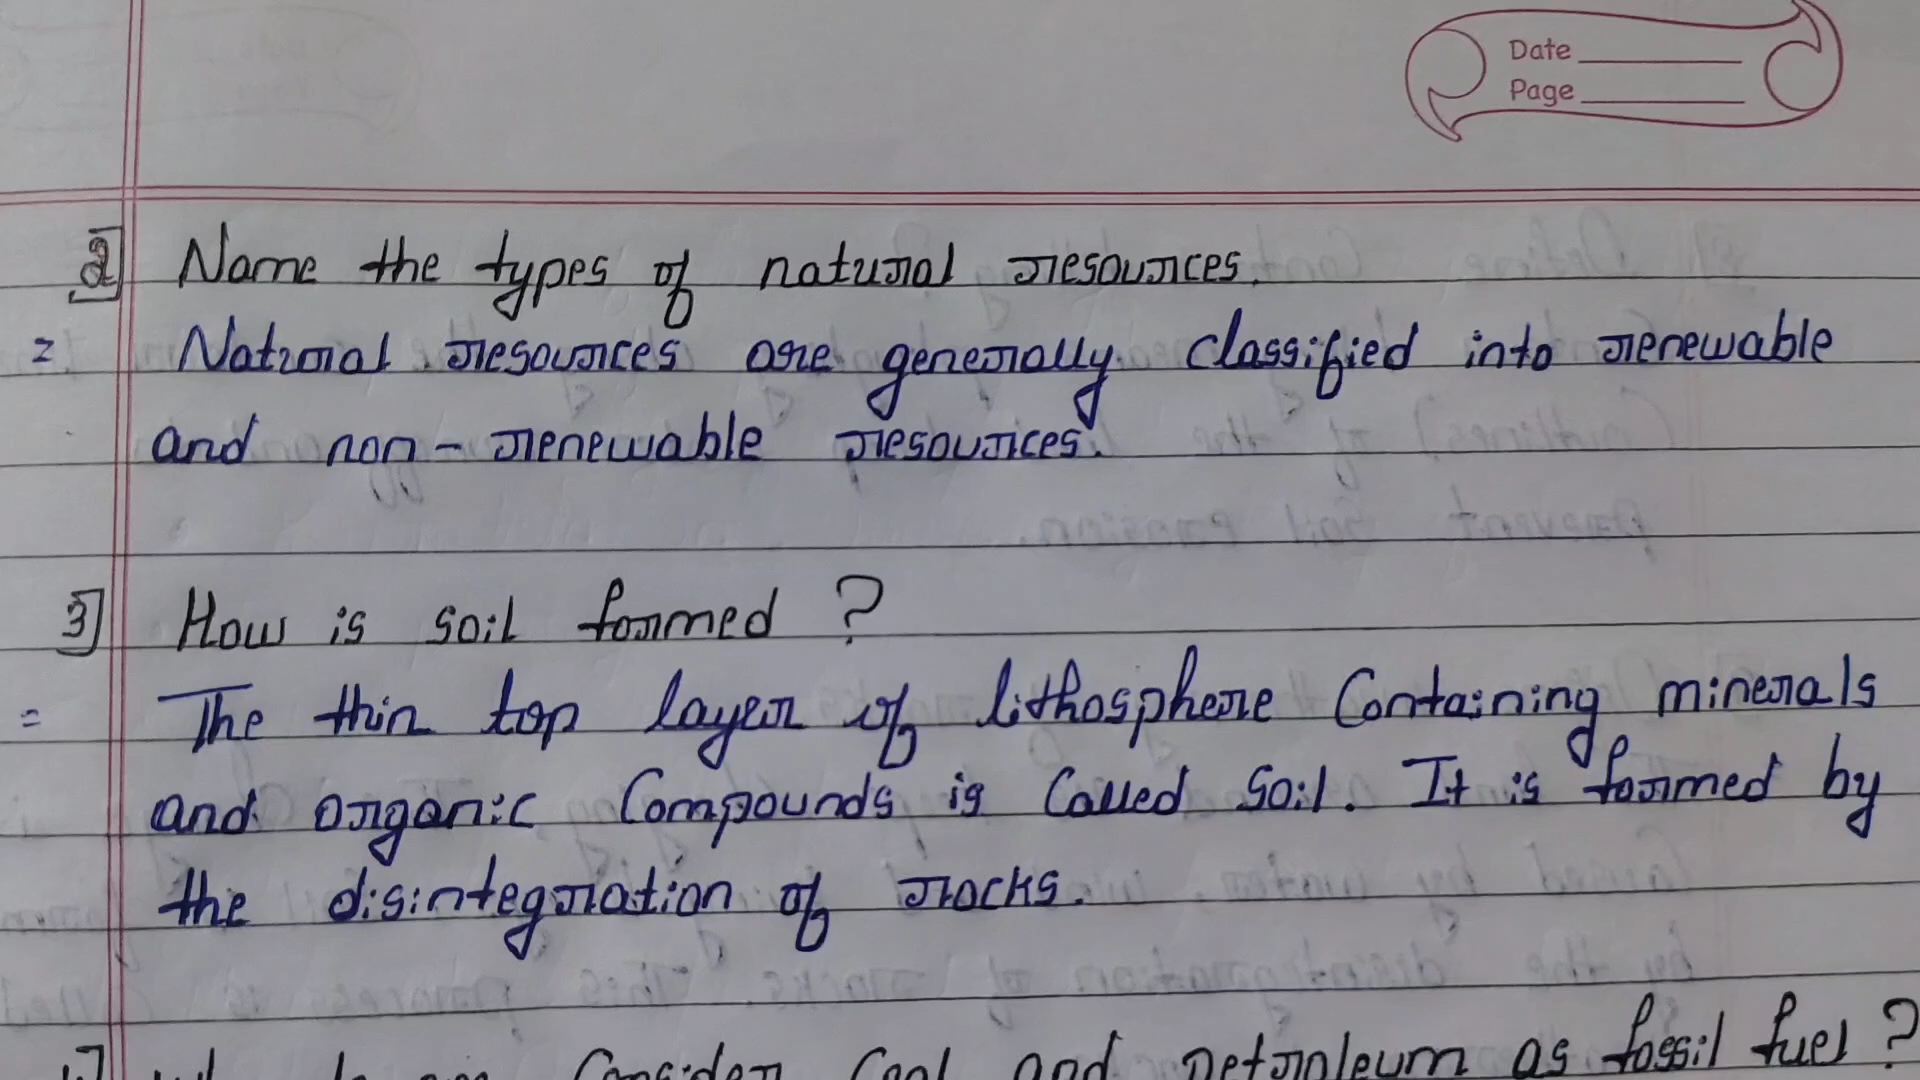 Date
Page
2] Name the types of natural resources.
= Natural resources are generally classified into renewable
and non-renewable resources.
3] How is soil formed ?
= The thin top layer of lithosphere Containing minerals
and organic Compounds is Called Soil. It is formed by
the disintegration of rocks.
Consider Coal and petroleum as fossil fuel ?